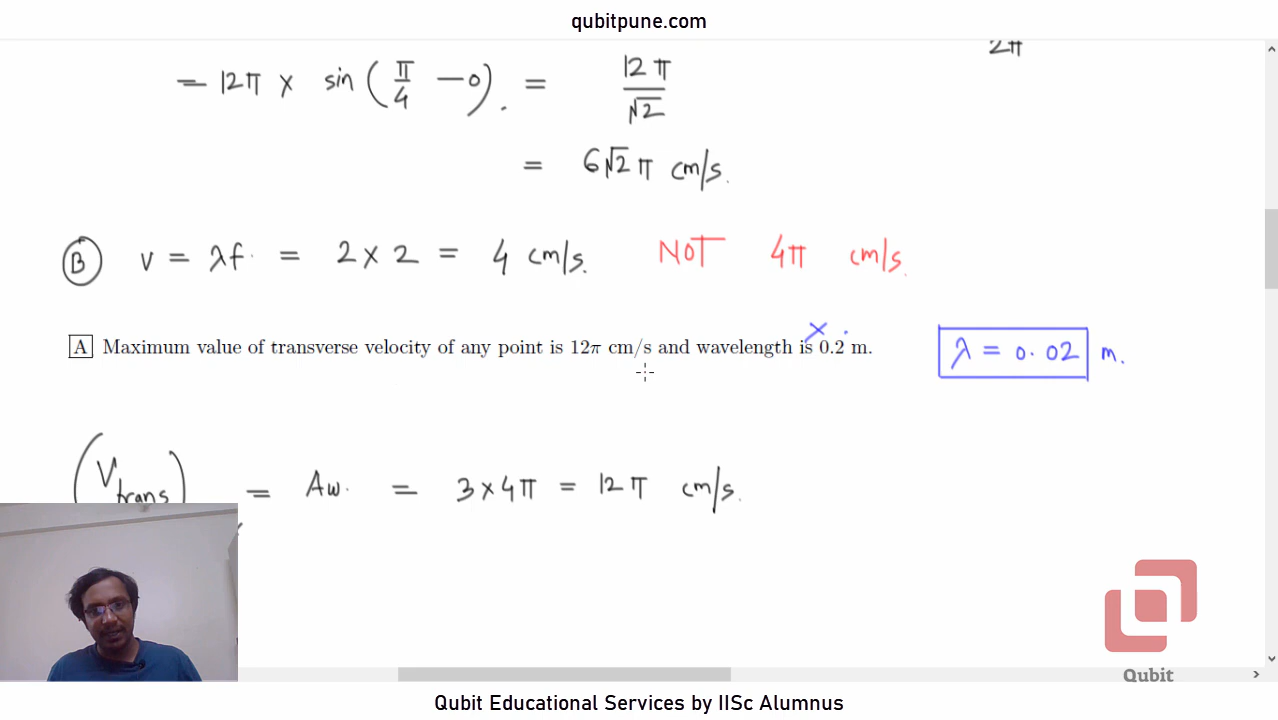 qubitpune.com
2π
= 12π × sin (π/4 − 0). = 12π/√2
= 6√2 π cm/s.
(B) v = λf. = 2 × 2 = 4 cm/s. NOT 4π cm/s.
A Maximum value of transverse velocity of any point is 12π cm/s and wavelength is 0.2 m. × λ = 0.02 m.
(V trans) = Aw. = 3 × 4π = 12π cm/s.
Qubit
Qubit Educational Services by IISc Alumnus